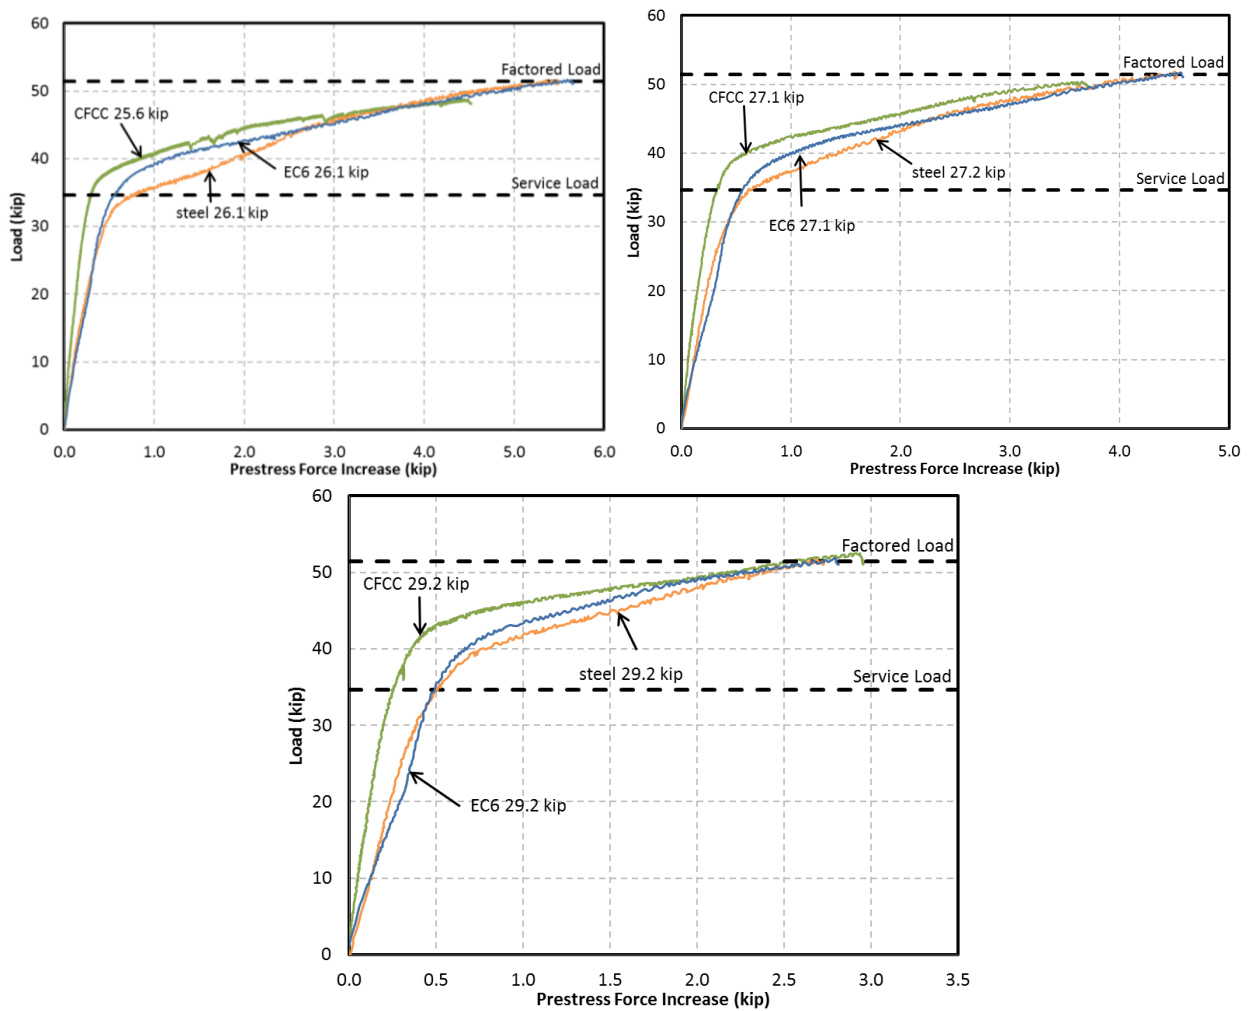 60
50
40
30
20
10
0
Load (kip)
Factored Load
CFCC 25.6 kip
EC6 26.1 kip
Service Load
steel 26.1 kip
0.0 1.0 2.0 3.0 4.0 5.0 6.0
Prestress Force Increase (kip)
60
50
40
30
20
10
0
Load (kip)
Factored Load
CFCC 27.1 kip
steel 27.2 kip
Service Load
EC6 27.1 kip
0.0 1.0 2.0 3.0 4.0 5.0
Prestress Force Increase (kip)
60
50
40
30
20
10
0
Load (kip)
Factored Load
CFCC 29.2 kip
steel 29.2 kip
Service Load
EC6 29.2 kip
0.0 0.5 1.0 1.5 2.0 2.5 3.0 3.5
Prestress Force Increase (kip)